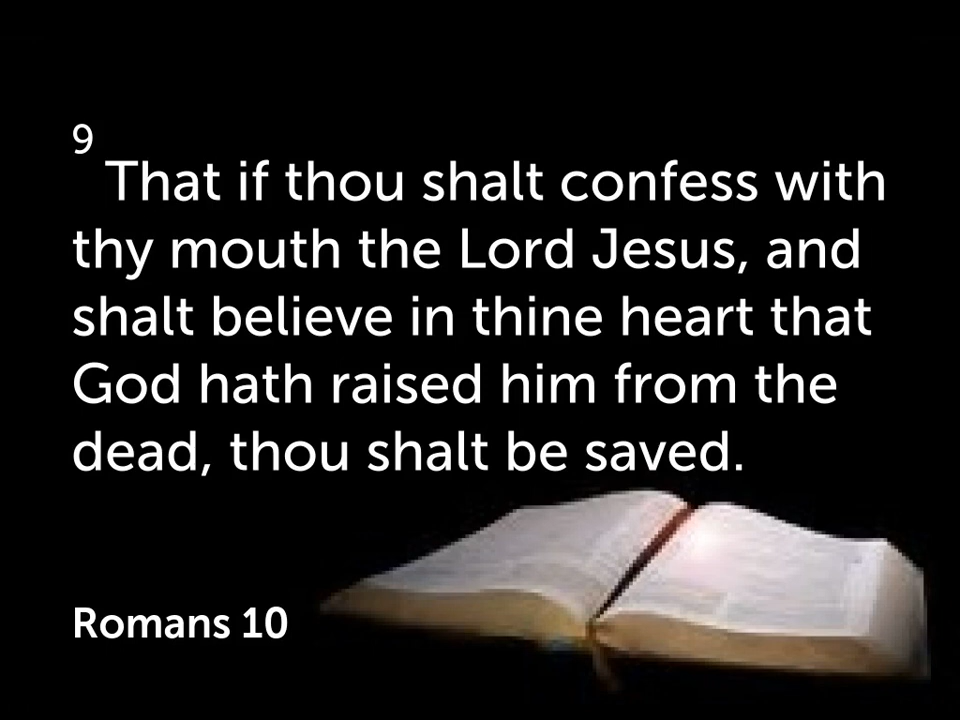 9
That if thou shalt confess with
thy mouth the Lord Jesus, and
shalt believe in thine heart that
God hath raised him from the
dead, thou shalt be saved.
Romans 10